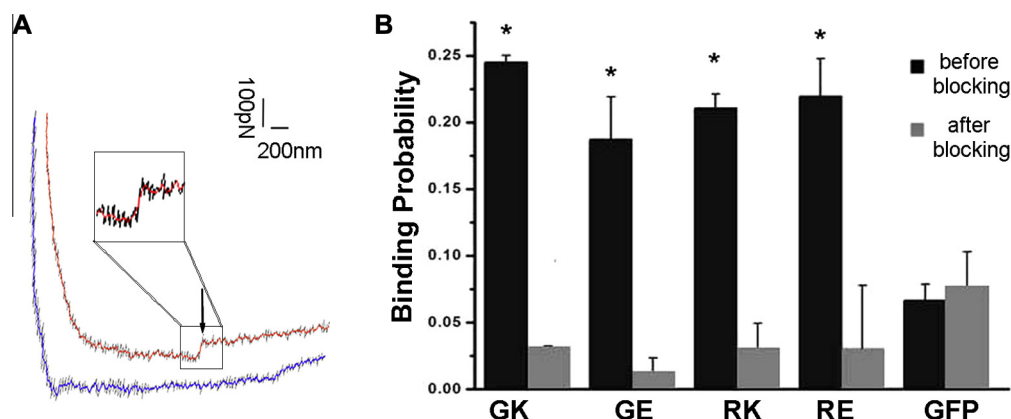 A
100pN
200nm
B
Binding Probability
0.25
0.20
0.15
0.10
0.05
0.00
*
*
*
*
before
blocking
after
blocking
GK
GE
RK
RE
GFP